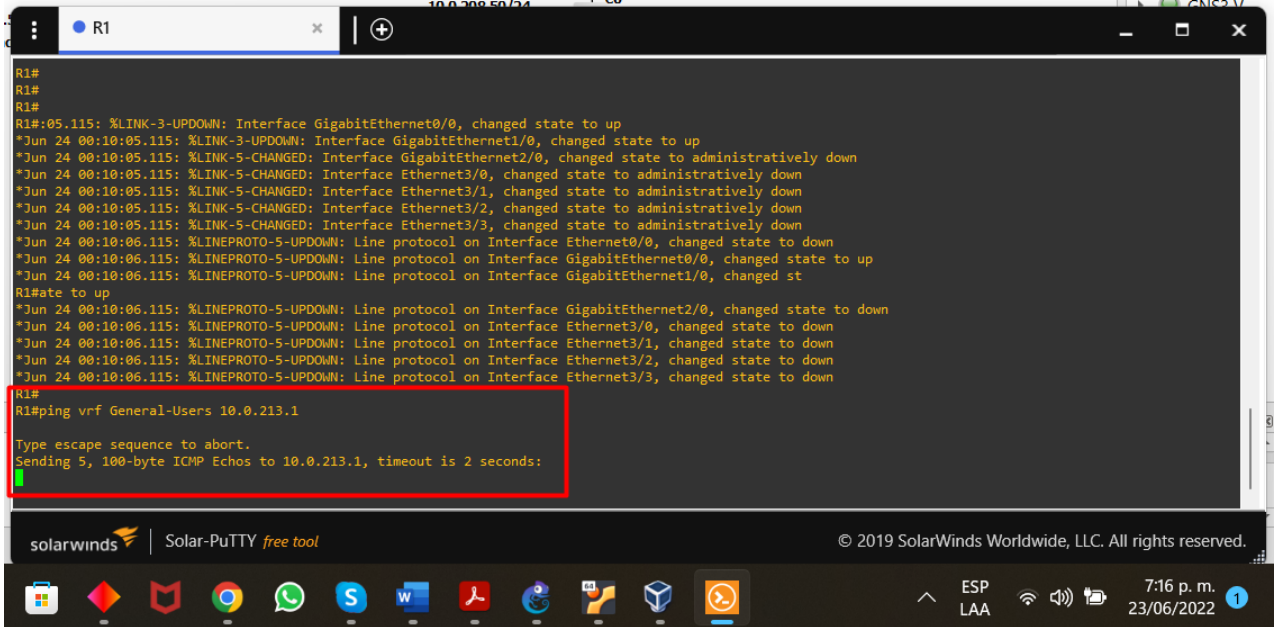 10.0.208.50/24
R1
R1#
R1#
R1#
R1#:05.115: %LINK-3-UPDOWN: Interface GigabitEthernet0/0, changed state to up
*Jun 24 00:10:05.115: %LINK-3-UPDOWN: Interface GigabitEthernet1/0, changed state to up
*Jun 24 00:10:05.115: %LINK-5-CHANGED: Interface GigabitEthernet2/0, changed state to administratively down
*Jun 24 00:10:05.115: %LINK-5-CHANGED: Interface Ethernet3/0, changed state to administratively down
*Jun 24 00:10:05.115: %LINK-5-CHANGED: Interface Ethernet3/1, changed state to administratively down
*Jun 24 00:10:05.115: %LINK-5-CHANGED: Interface Ethernet3/2, changed state to administratively down
*Jun 24 00:10:05.115: %LINK-5-CHANGED: Interface Ethernet3/3, changed state to administratively down
*Jun 24 00:10:06.115: %LINEPROTO-5-UPDOWN: Line protocol on Interface Ethernet0/0, changed state to down
*Jun 24 00:10:06.115: %LINEPROTO-5-UPDOWN: Line protocol on Interface GigabitEthernet0/0, changed state to up
*Jun 24 00:10:06.115: %LINEPROTO-5-UPDOWN: Line protocol on Interface GigabitEthernet1/0, changed st
R1#ate to up
*Jun 24 00:10:06.115: %LINEPROTO-5-UPDOWN: Line protocol on Interface GigabitEthernet2/0, changed state to down
*Jun 24 00:10:06.115: %LINEPROTO-5-UPDOWN: Line protocol on Interface Ethernet3/0, changed state to down
*Jun 24 00:10:06.115: %LINEPROTO-5-UPDOWN: Line protocol on Interface Ethernet3/1, changed state to down
*Jun 24 00:10:06.115: %LINEPROTO-5-UPDOWN: Line protocol on Interface Ethernet3/2, changed state to down
*Jun 24 00:10:06.115: %LINEPROTO-5-UPDOWN: Line protocol on Interface Ethernet3/3, changed state to down
R1#
R1#ping vrf General-Users 10.0.213.1
Type escape sequence to abort.
Sending 5, 100-byte ICMP Echos to 10.0.213.1, timeout is 2 seconds:
solarwinds Solar-PuTTY free tool
© 2019 SolarWinds Worldwide, LLC. All rights reserved.
ESP
LAA
7:16 p. m.
23/06/2022
1
64